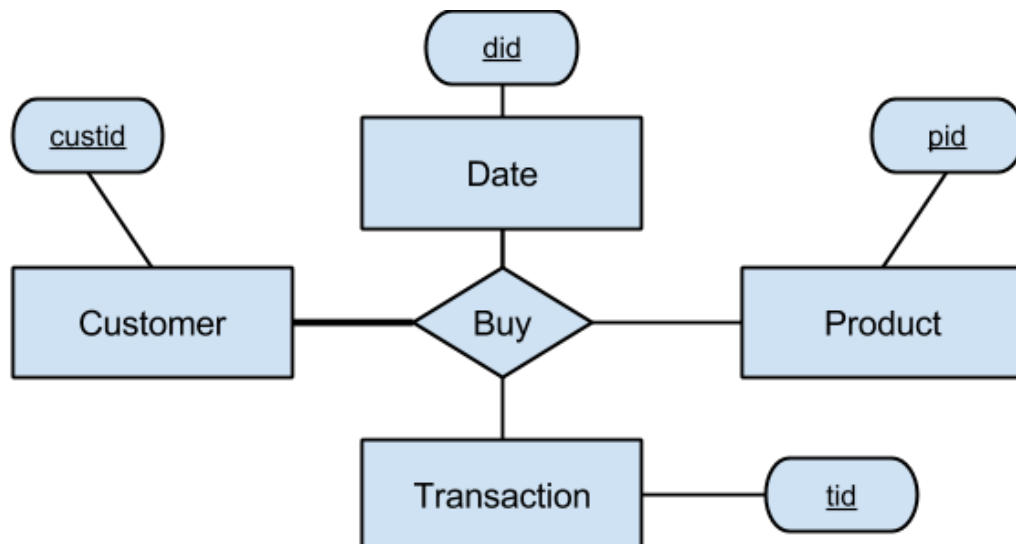 did
custid
pid
Date
Customer
Buy
Product
Transaction
tid